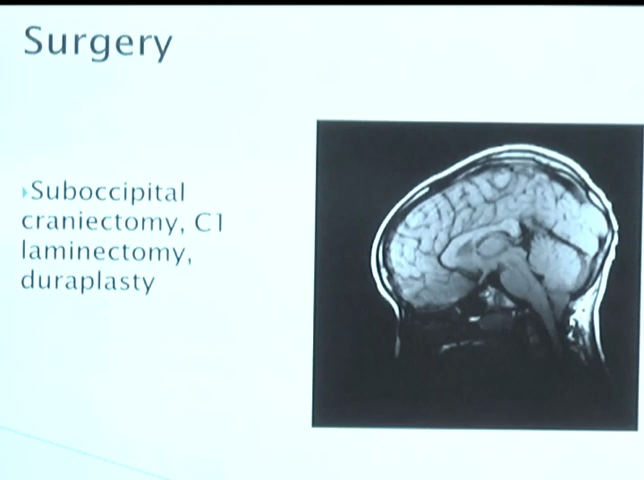 Surgery
Suboccipital
craniectomy, C1
laminectomy,
duraplasty